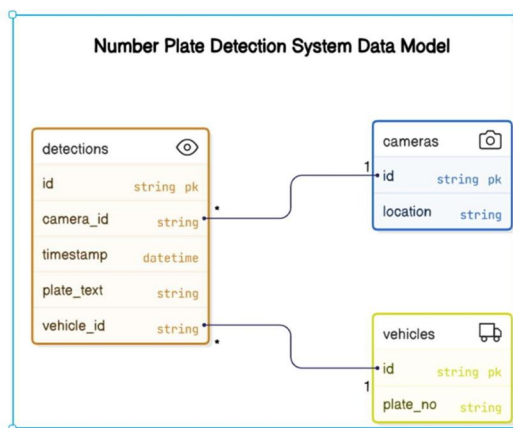 Number Plate Detection System Data Model
detections
id string pk
camera_id string
timestamp datetime
plate_text string
vehicle_id string
*
*
cameras
1
id string pk
location string
vehicles
id string pk
1
plate_no string